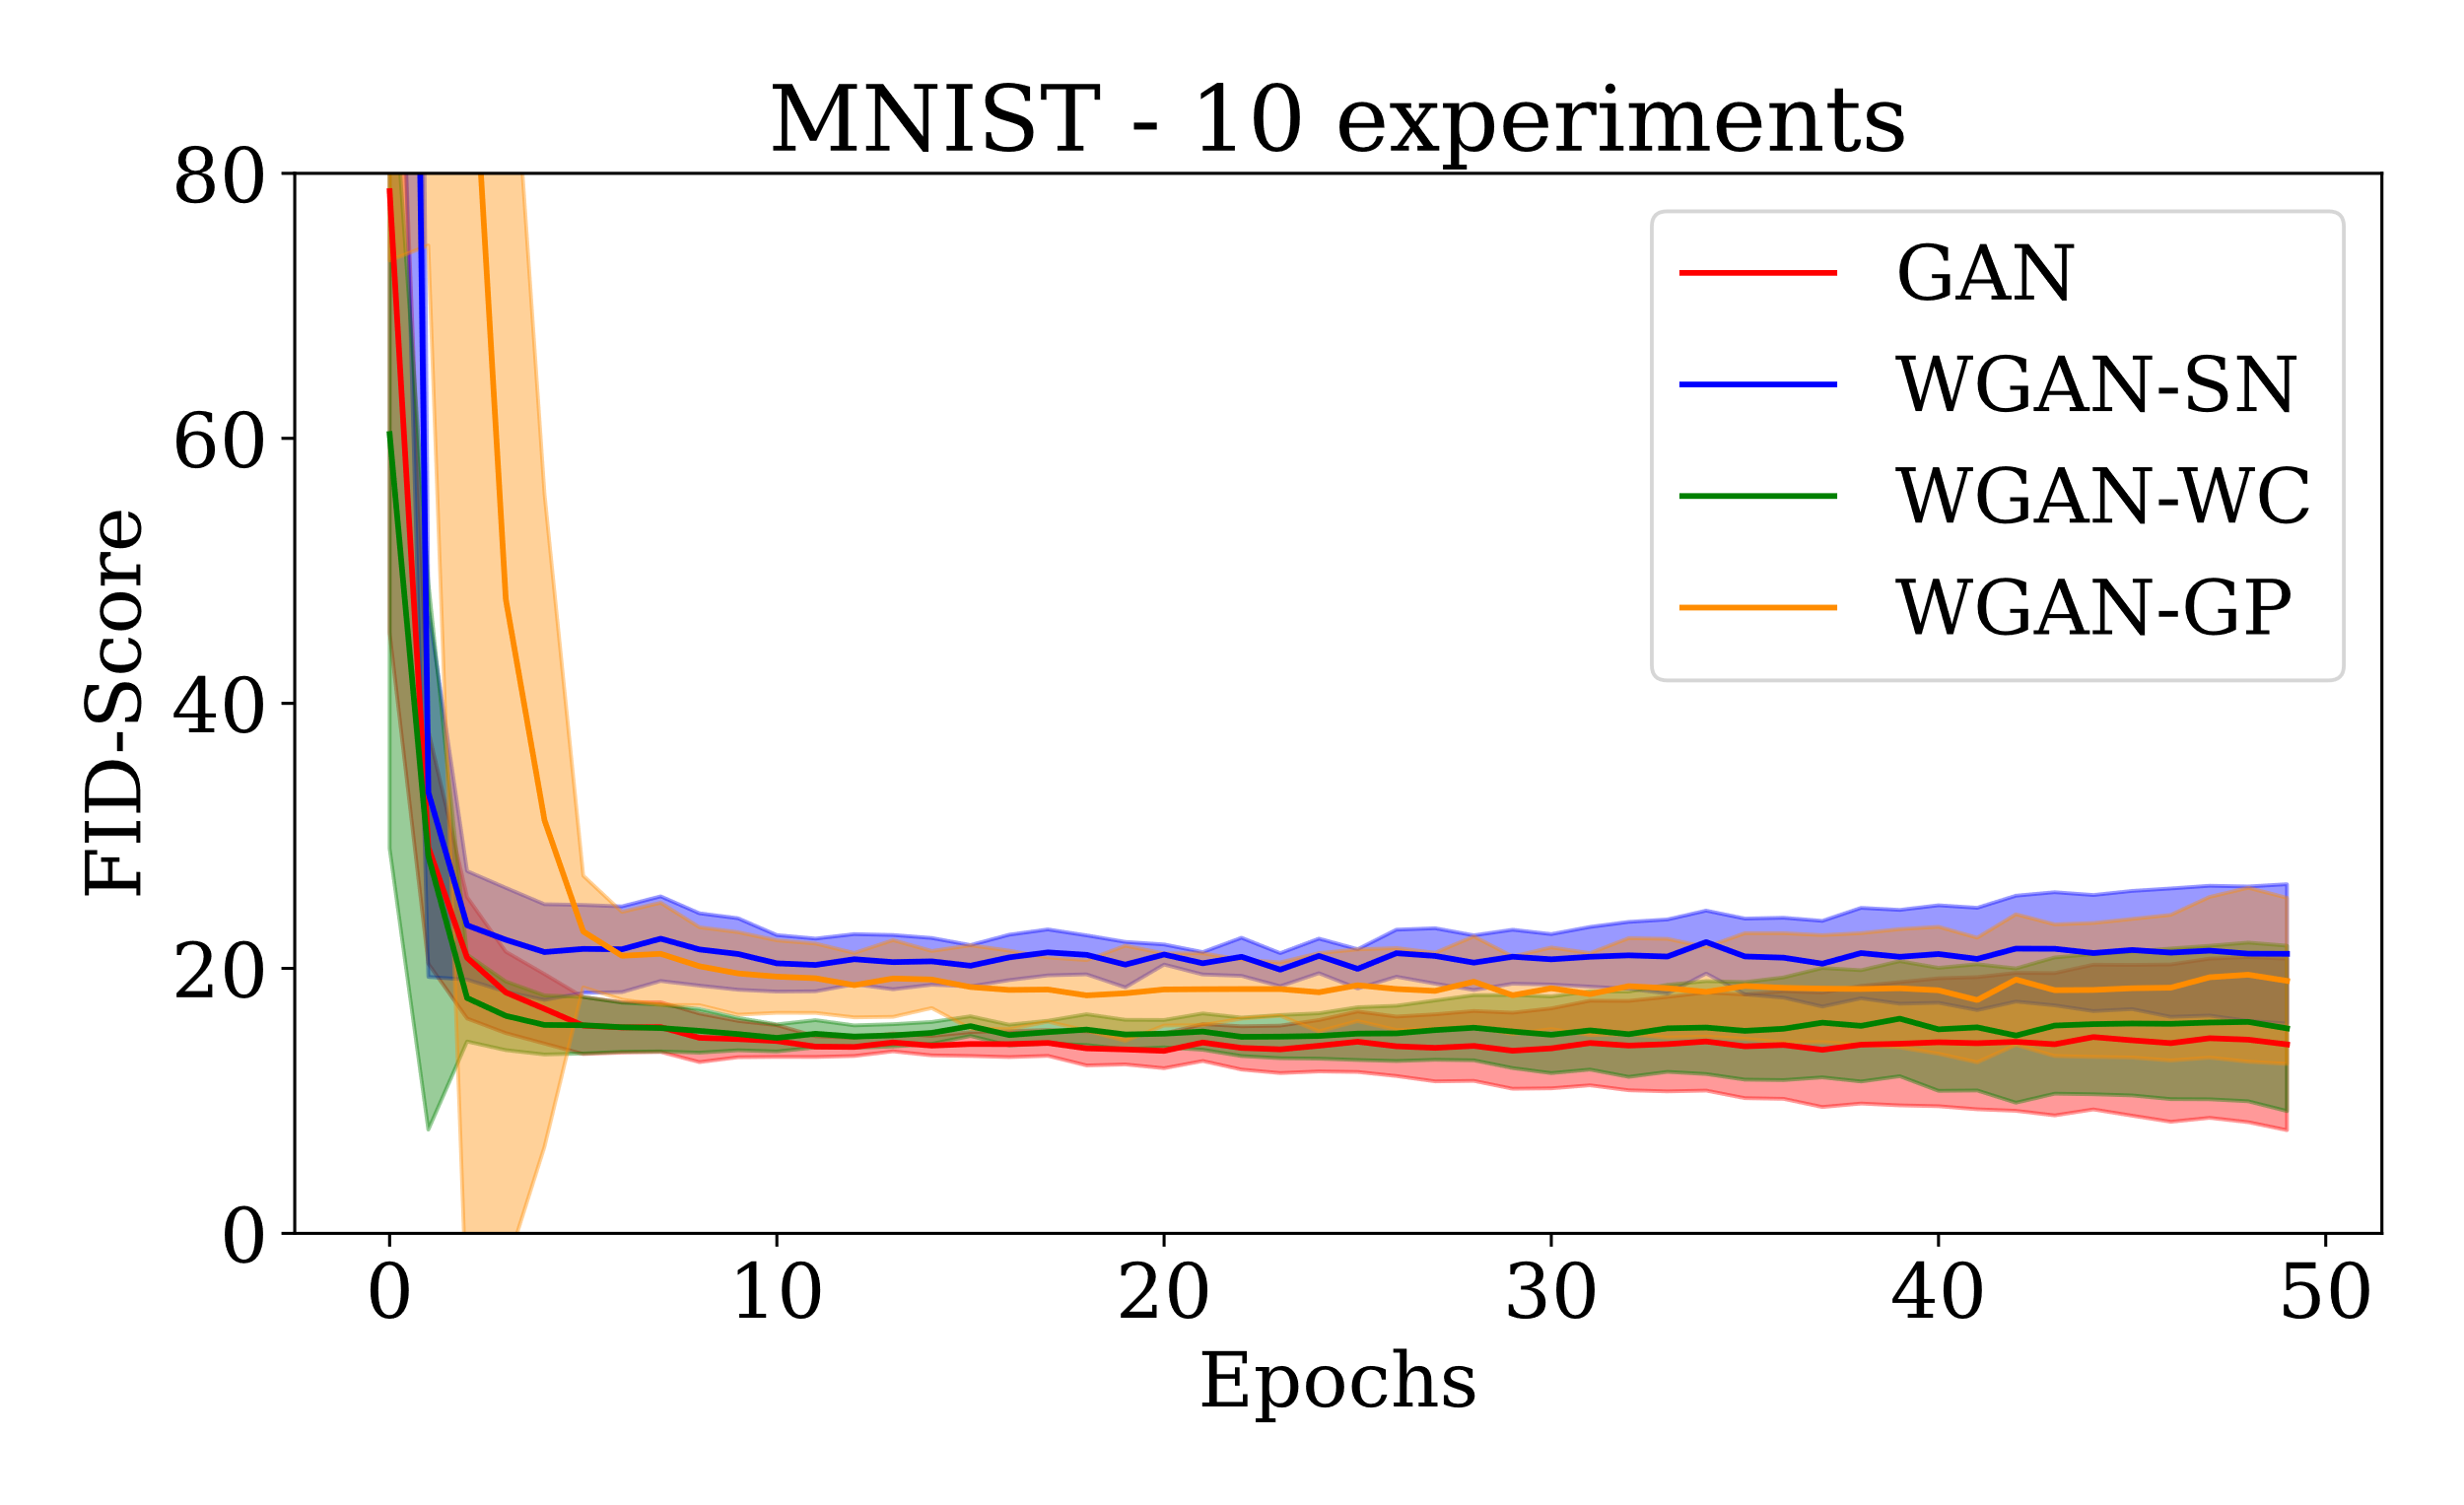 MNIST - 10 experiments
80
60
40
20
0
FID-Score
GAN
WGAN-SN
WGAN-WC
WGAN-GP
0 10 20 30 40 50
Epochs